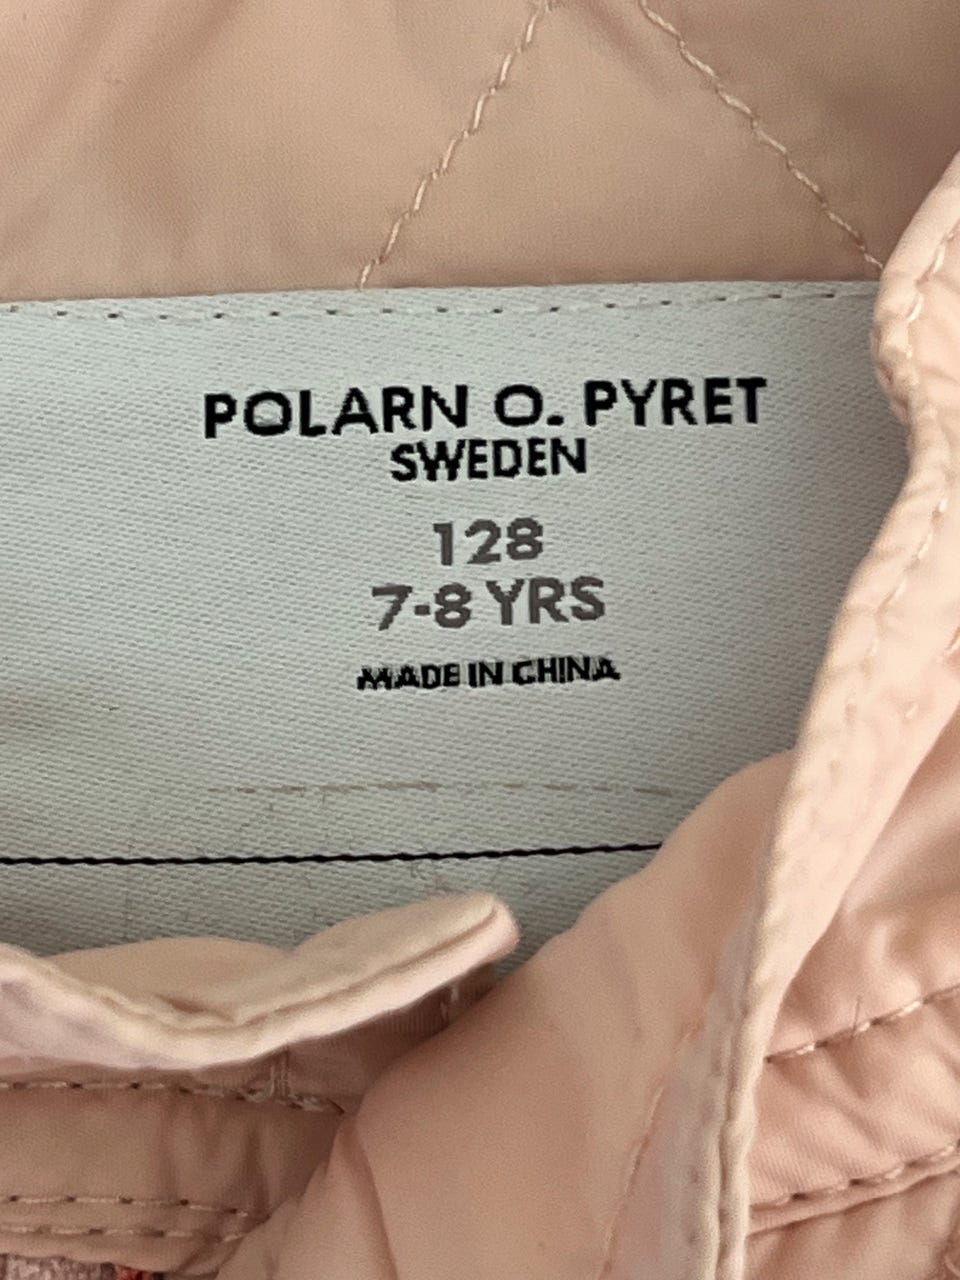 POLARN O. PYRET
SWEDEN
128
7-8 YRS
MADE IN CHINA